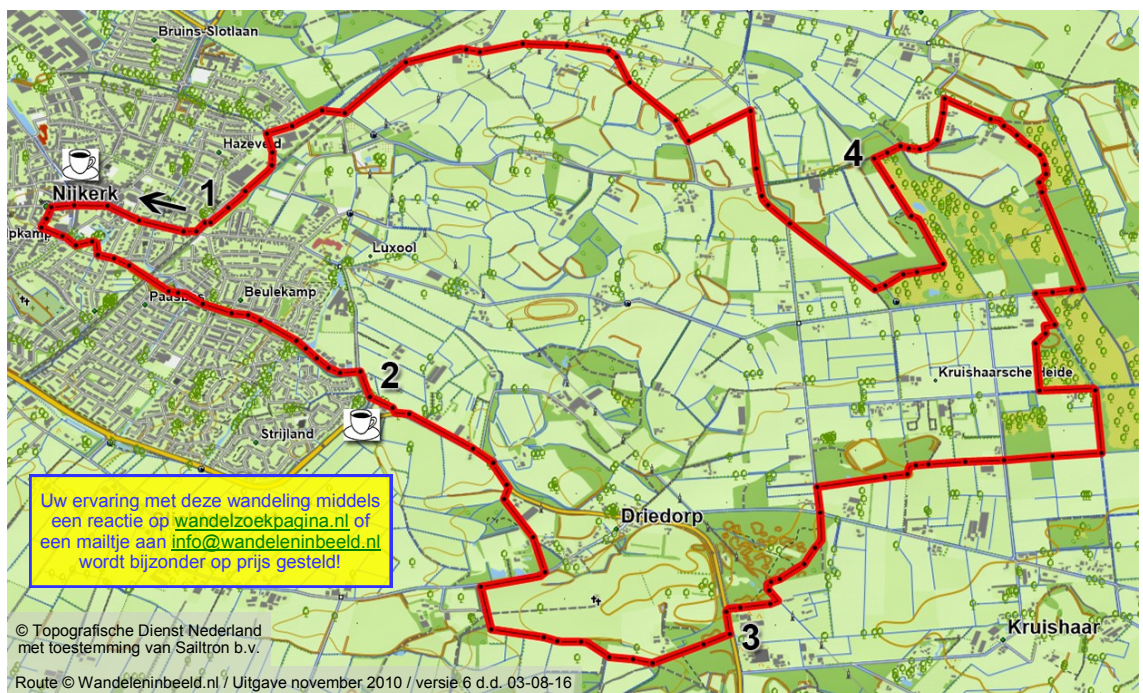 Bruins-Slotlaan
Hazeveld
4
1
Nijkerk
lpkamp
Luxool
Paasbos
Beulekamp
2
Kruishaarsche Heide
Strijland
Uw ervaring met deze wandeling middels
een reactie op wandelzoekpagina.nl of
een mailtje aan info@wandeleninbeeld.nl
wordt bijzonder op prijs gesteld!
Driedorp
3
Kruishaar
© Topografische Dienst Nederland
met toestemming van Sailtron b.v.
Route © Wandeleninbeeld.nl / Uitgave november 2010 / versie 6 d.d. 03-08-16